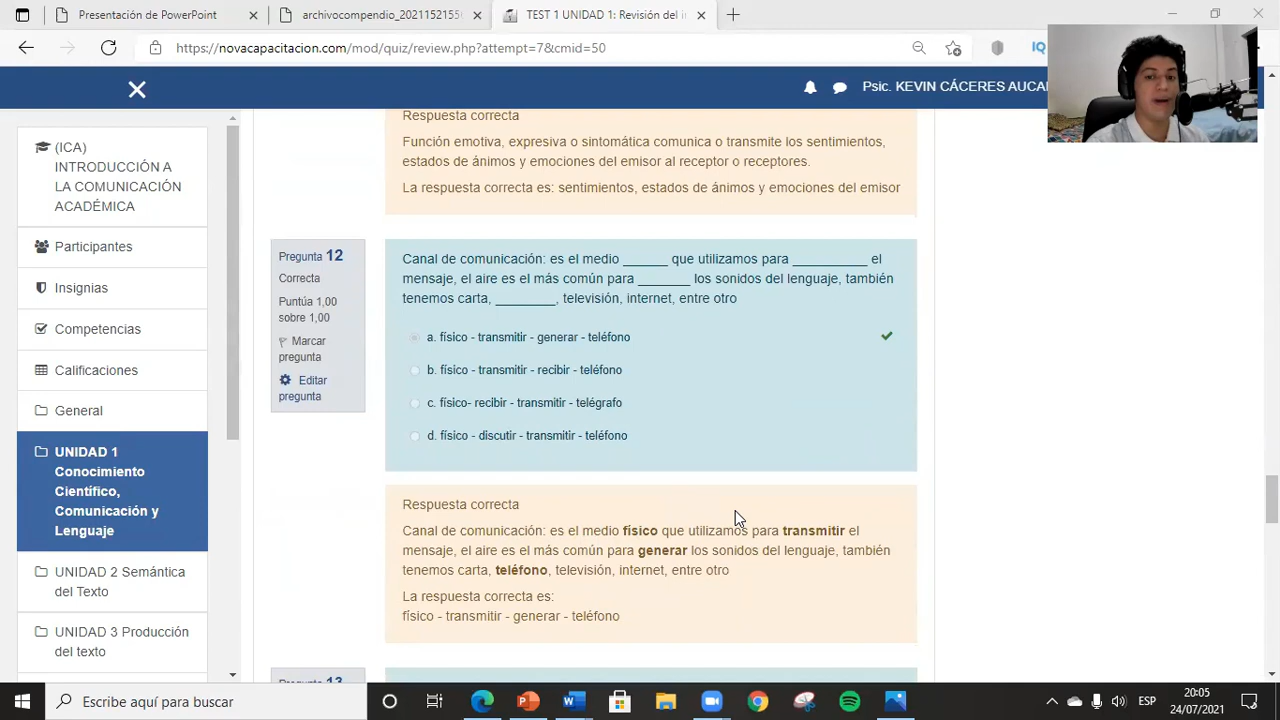 Presentación de PowerPoint
archivocompendio_2021152155
TEST 1 UNIDAD 1: Revisión del in
https://novacapacitacion.com/mod/quiz/review.php?attempt=7&cmid=50
IQ
Psic. KEVIN CÁCERES AUCA
(ICA)
INTRODUCCIÓN A
LA COMUNICACIÓN
ACADÉMICA
Participantes
Insignias
Competencias
Calificaciones
General
UNIDAD 1
Conocimiento
Científico,
Comunicación y
Lenguaje
UNIDAD 2 Semántica
del Texto
UNIDAD 3 Producción
del texto
Respuesta correcta
Función emotiva, expresiva o sintomática comunica o transmite los sentimientos,
estados de ánimos y emociones del emisor al receptor o receptores.
La respuesta correcta es: sentimientos, estados de ánimos y emociones del emisor
Pregunta 12
Correcta
Puntúa 1,00
sobre 1,00
Marcar
pregunta
Editar
pregunta
Canal de comunicación: es el medio ______ que utilizamos para __________ el
mensaje, el aire es el más común para _______ los sonidos del lenguaje, también
tenemos carta, ________, televisión, internet, entre otro
a. físico - transmitir - generar - teléfono
b. físico - transmitir - recibir - teléfono
c. físico- recibir - transmitir - telégrafo
d. físico - discutir - transmitir - teléfono
Respuesta correcta
Canal de comunicación: es el medio físico que utilizamos para transmitir el
mensaje, el aire es el más común para generar los sonidos del lenguaje, también
tenemos carta, teléfono, televisión, internet, entre otro
La respuesta correcta es:
físico - transmitir - generar - teléfono
Pregunta 13
Escribe aquí para buscar
ESP
20:05
24/07/2021